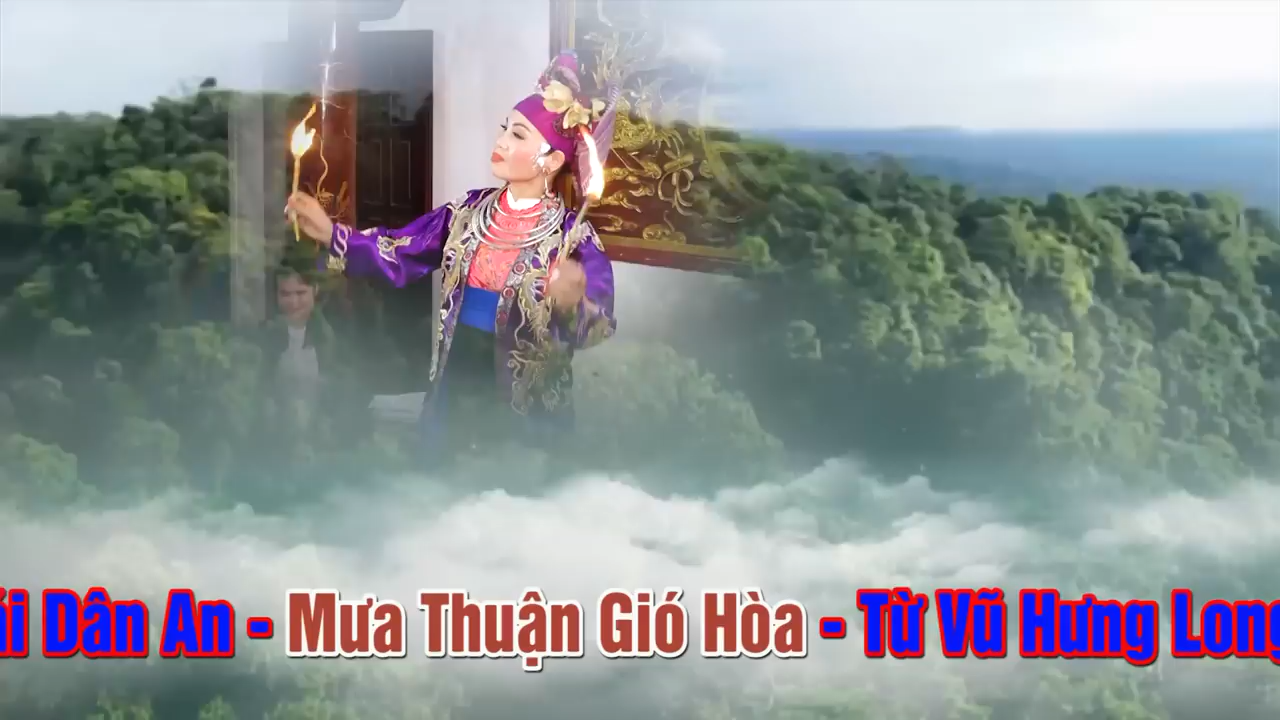 Dân An - Mưa Thuận Gió Hòa - Từ Vũ Hưng Long